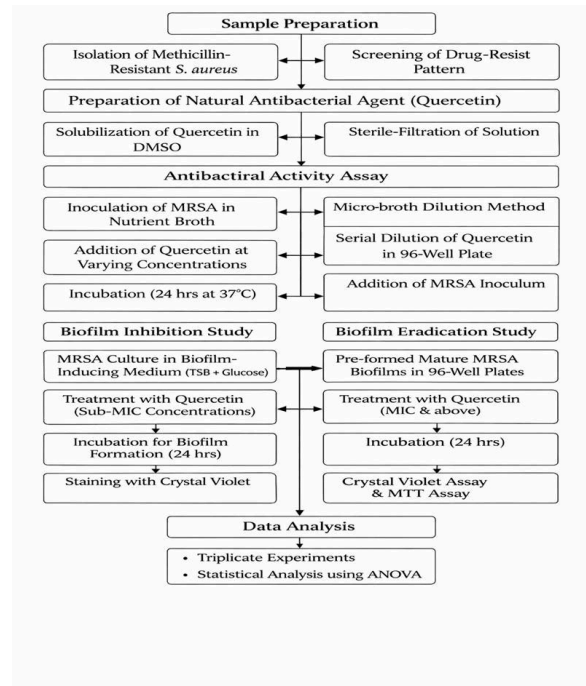 Sample Preparation
Isolation of Methicillin-
Resistant S. aureus
Screening of Drug-Resist
Pattern
Preparation of Natural Antibacterial Agent (Quercetin)
Solubilization of Quercetin in
DMSO
Sterile-Filtration of Solution
Antibactiral Activity Assay
Inoculation of MRSA in
Nutrient Broth
Micro-broth Dilution Method
Addition of Quercetin at
Varying Concentrations
Serial Dilution of Quercetin
in 96-Well Plate
Incubation (24 hrs at 37°C)
Addition of MRSA Inoculum
Biofilm Inhibition Study
Biofilm Eradication Study
MRSA Culture in Biofilm-
Inducing Medium (TSB + Glucose)
Pre-formed Mature MRSA
Biofilms in 96-Well Plates
Treatment with Quercetin
(Sub-MIC Concentrations)
Treatment with Quercetin
(MIC & above)
Incubation for Biofilm
Formation (24 hrs)
Incubation (24 hrs)
Staining with Crystal Violet
Crystal Violet Assay
& MTT Assay
Data Analysis
• Triplicate Experiments
• Statistical Analysis using ANOVA